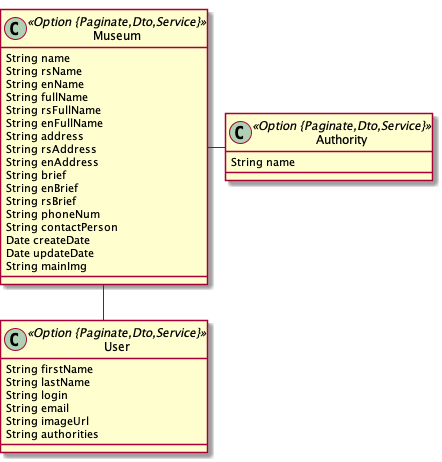 C «Option {Paginate,Dto,Service}»
Museum
String name
String rsName
String enName
String fullName
String rsFullName
String enFullName
String address
String rsAddress
String enAddress
String brief
String enBrief
String rsBrief
String phoneNum
String contactPerson
Date createDate
Date updateDate
String mainImg
C «Option {Paginate,Dto,Service}»
Authority
String name
C «Option {Paginate,Dto,Service}»
User
String firstName
String lastName
String login
String email
String imageUrl
String authorities